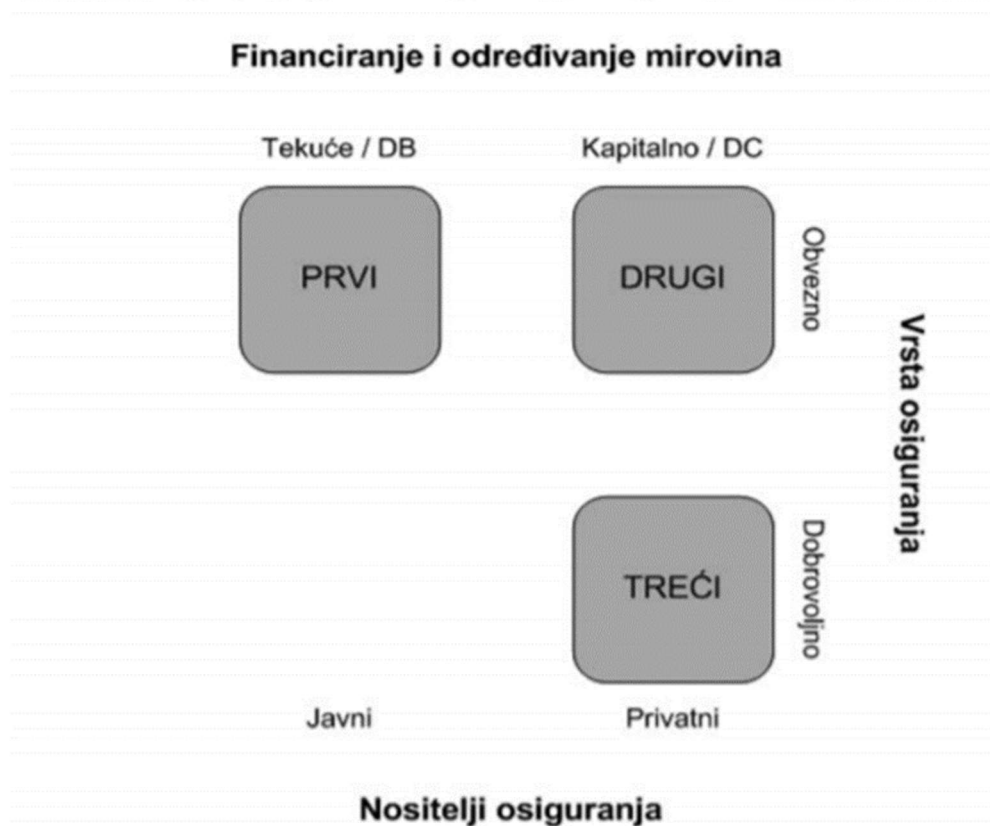 Financiranje i određivanje mirovina
Tekuće / DB
Kapitalno / DC
PRVI
DRUGI
Obvezno
Vrsta osiguranja
TREĆI
Dobrovoljno
Javni
Privatni
Nositelji osiguranja